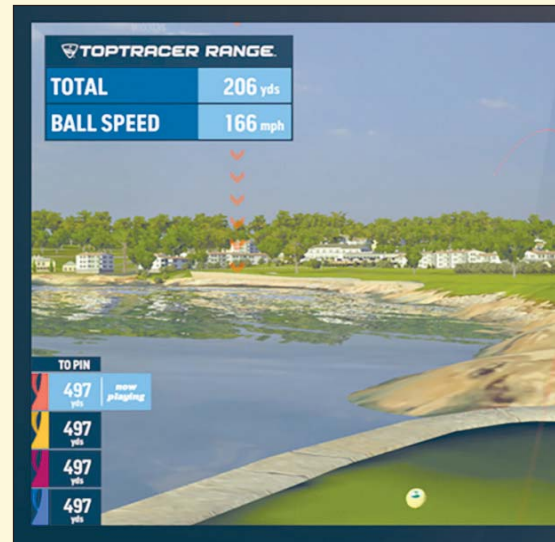 TOPTRACER RANGE
TOTAL 206 yds
BALL SPEED 166 mph
TO PIN
497 now
yds playing
497
yds
497
yds
497
yds